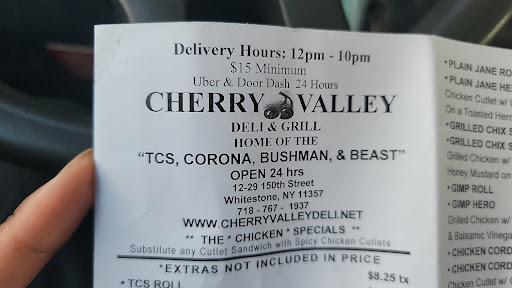 Delivery Hours: 12pm - 10pm
$15 Minimum
Uber & Door Dash 24 Hours
CHERRY VALLEY
DELI & GRILL
HOME OF THE
"TCS, CORONA, BUSHMAN, & BEAST"
OPEN 24 hrs
12-29 150th Street
Whitestone, NY 11357
718 - 767 - 1937
WWW.CHERRYVALLEYDELI.NET
** THE * CHICKEN * SPECIALS **
Substitute any Cutlet Sandwich with Spicy Chicken Cutlets
*EXTRAS NOT INCLUDED IN PRICE
• TCS ROLL
$8.25 tx
• PLAIN JANE RO
• PLAIN JANE HE
Chicken Cutlet w/ L
On a Toasted Hero
• GRILLED CHIX S
• GRILLED CHIX S
Grilled Chicken w/
Honey Mustard on
• GIMP ROLL
• GIMP HERO
Grilled Chicken w/
& Balsamic Vinega
• CHICKEN CORD
• CHICKEN CORD
Chicken Cutlet w/